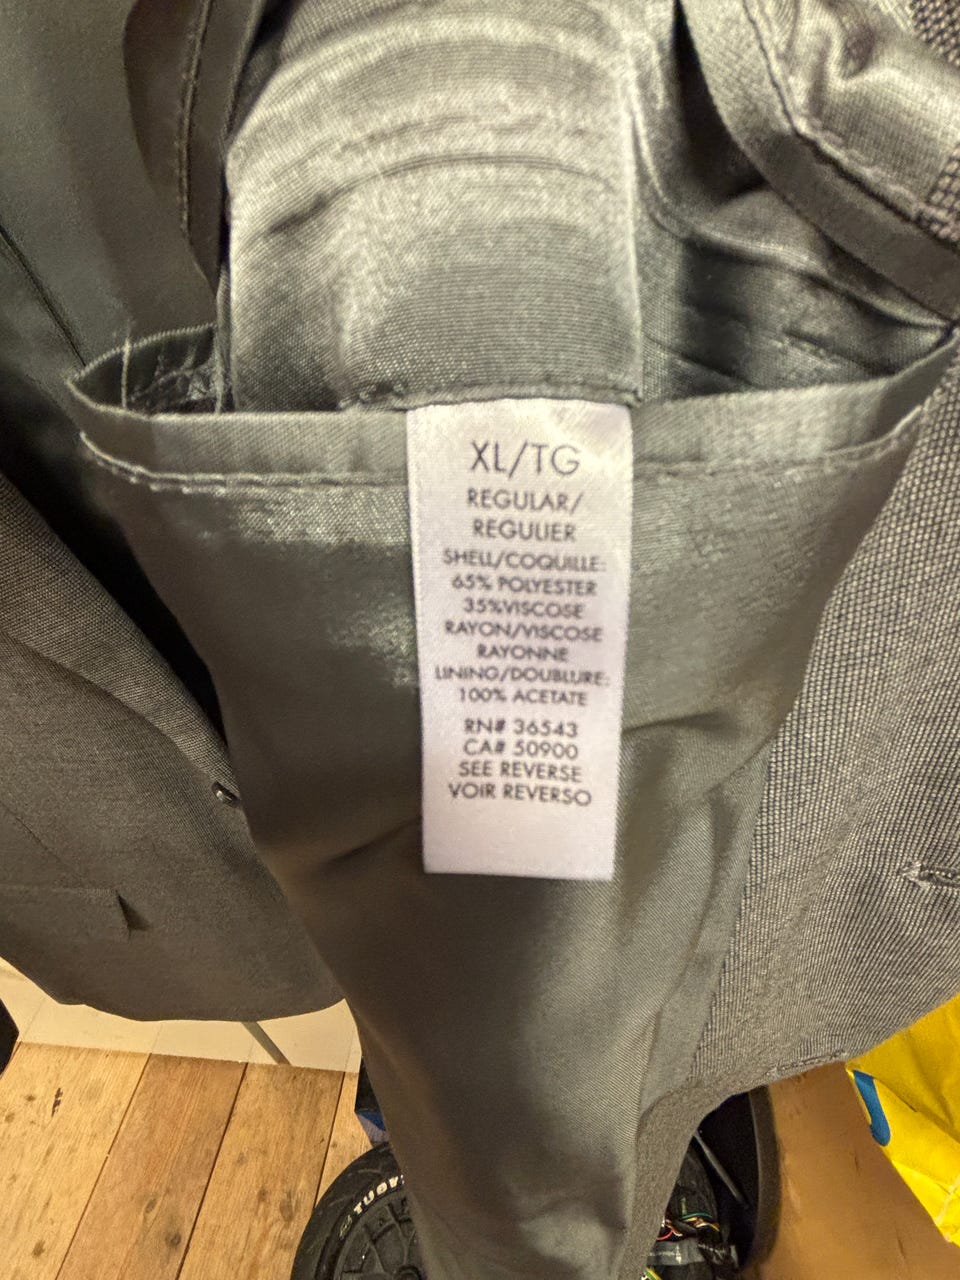 XL/TG
REGULAR/
REGULIER
SHELL/COQUILLE:
65% POLYESTER
35%VISCOSE
RAYON/VISCOSE
RAYONNE
LINING/DOUBLURE:
100% ACETATE
RN# 36543
CA# 50900
SEE REVERSE
VOIR REVERSO